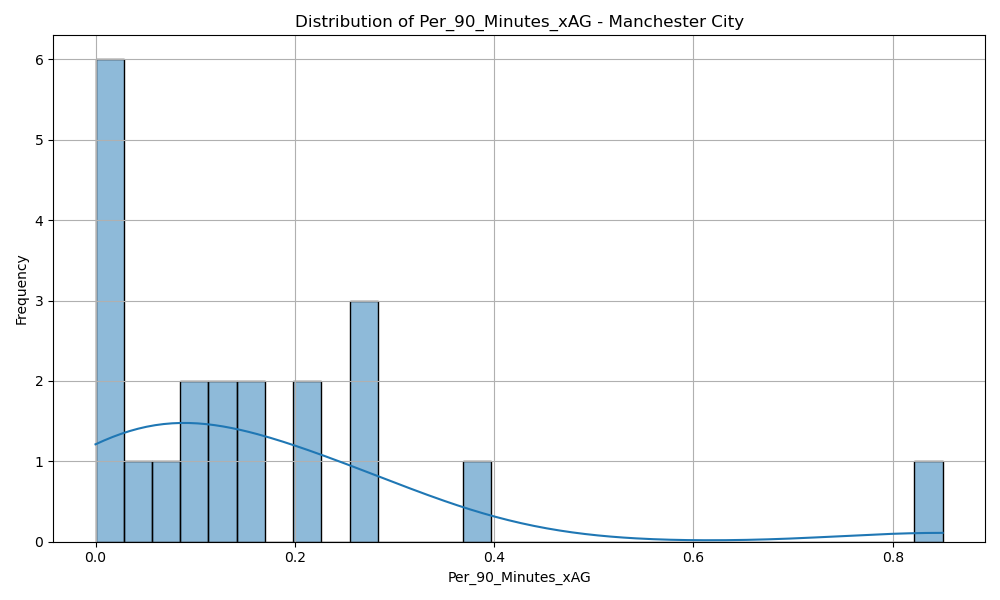 Distribution of Per_90_Minutes_xAG - Manchester City
Frequency
6
5
4
3
2
1
0
0.0 0.2 0.4 0.6 0.8
Per_90_Minutes_xAG